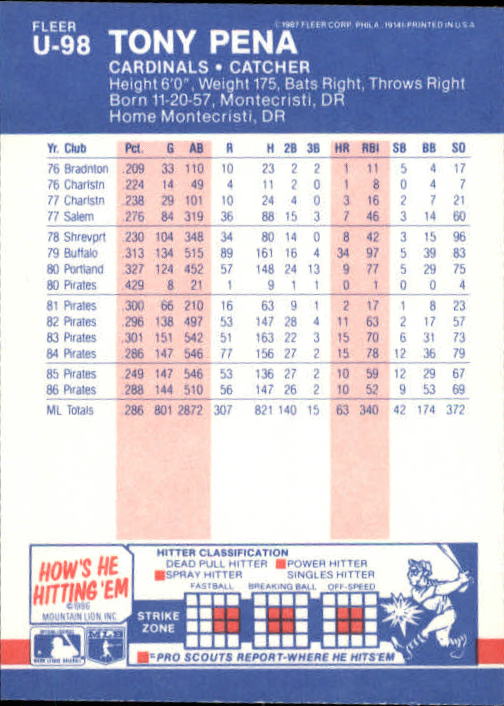 FLEER
U-98 TONY PENA
© 1987 FLEER CORP. PHILA., 19141-PRINTED IN U.S.A
CARDINALS • CATCHER
Height 6'0", Weight 175, Bats Right, Throws Right
Born 11-20-57, Montecristi, DR
Home Montecristi, DR
Yr. Club Pct. G AB R H 2B 3B HR RBI SB BB SO
76 Bradnton .209 33 110 10 23 2 2 1 11 5 4 17
76 Charlstn .224 14 49 4 11 2 0 1 8 0 4 7
77 Charlstn .238 29 101 10 24 4 0 3 16 2 7 21
77 Salem .276 84 319 36 88 15 3 7 46 3 14 60
78 Shrevprt .230 104 348 34 80 14 0 8 42 3 15 96
79 Buffalo .313 134 515 89 161 16 4 34 97 5 39 83
80 Portland .327 124 452 57 148 24 13 9 77 5 29 75
80 Pirates .429 8 21 1 9 1 1 0 1 0 0 4
81 Pirates .300 66 210 16 63 9 1 2 17 1 8 23
82 Pirates .296 138 497 53 147 28 4 11 63 2 17 57
83 Pirates .301 151 542 51 163 22 3 15 70 6 31 73
84 Pirates .286 147 546 77 156 27 2 15 78 12 36 79
85 Pirates .249 147 546 53 136 27 2 10 59 12 29 67
86 Pirates .288 144 510 56 147 26 2 10 52 9 53 69
ML Totals .286 801 2872 307 821 140 15 63 340 42 174 372
HOW'S HE
HITTING 'EM
© 1986
MOUNTAIN LION, INC
HITTER CLASSIFICATION
DEAD PULL HITTER POWER HITTER
SPRAY HITTER SINGLES HITTER
FASTBALL BREAKING BALL OFF-SPEED
STRIKE
ZONE
=PRO SCOUTS REPORT-WHERE HE HITS'EM
MLB